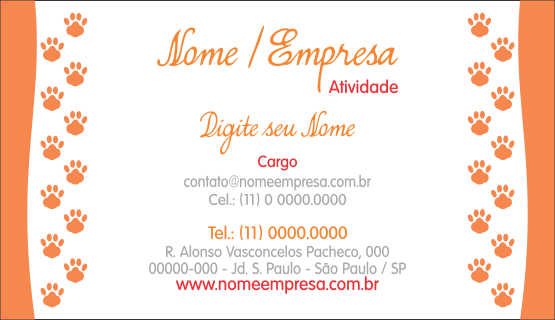 Nome / Empresa
Atividade
Digite seu Nome
Cargo
contato@nomeempresa.com.br
Cel.: (11) 0 0000.0000
Tel.: (11) 0000.0000
R. Alonso Vasconcelos Pacheco, 000
00000-000 - Jd. S. Paulo - São Paulo / SP
www.nomeempresa.com.br